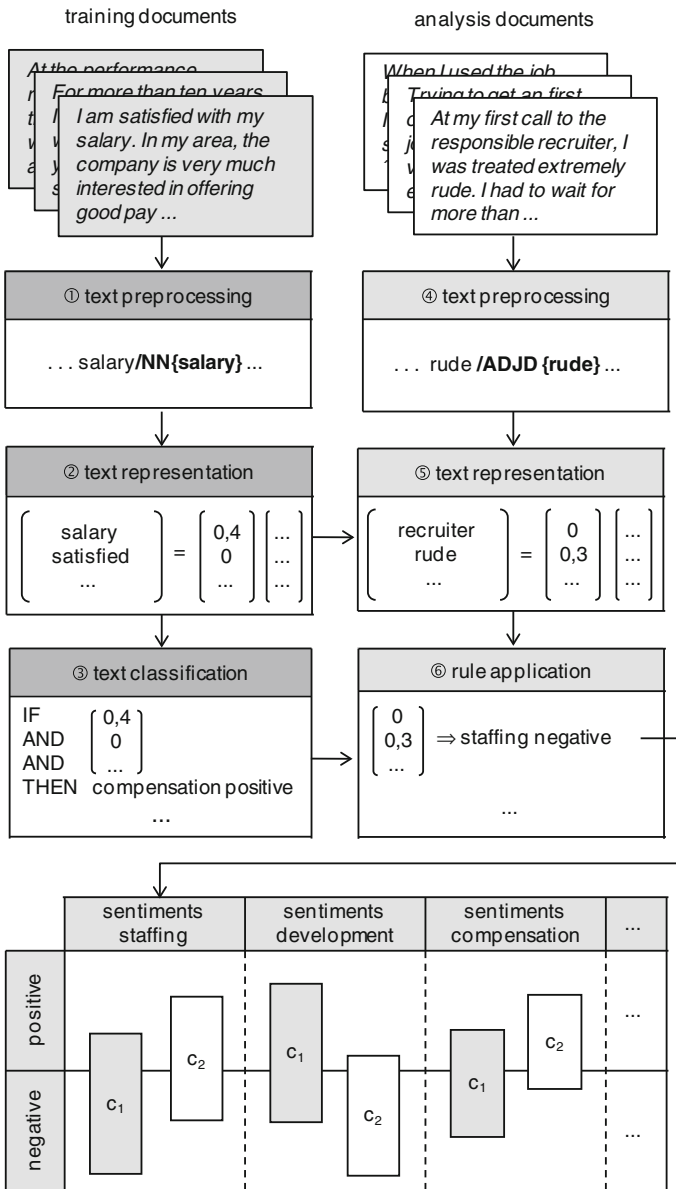 training documents
At the performance
For more than ten years
I am satisfied with my
salary. In my area, the
company is very much
interested in offering
good pay ...
① text preprocessing
... salary/NN{salary} ...
② text representation
salary
satisfied
...
=
0,4
0
...
...
...
...
③ text classification
IF
AND
AND
THEN compensation positive
0,4
0
...
...
analysis documents
When I used the job
Trying to get an first
At my first call to the
responsible recruiter, I
was treated extremely
rude. I had to wait for
more than ...
④ text preprocessing
... rude /ADJD {rude} ...
⑤ text representation
recruiter
rude
...
=
0
0,3
...
...
...
...
⑥ rule application
0
0,3
...
⇒ staffing negative
...
sentiments
staffing
sentiments
development
sentiments
compensation
...
positive
negative
c1
c2
c1
c2
c1
c2
...
...